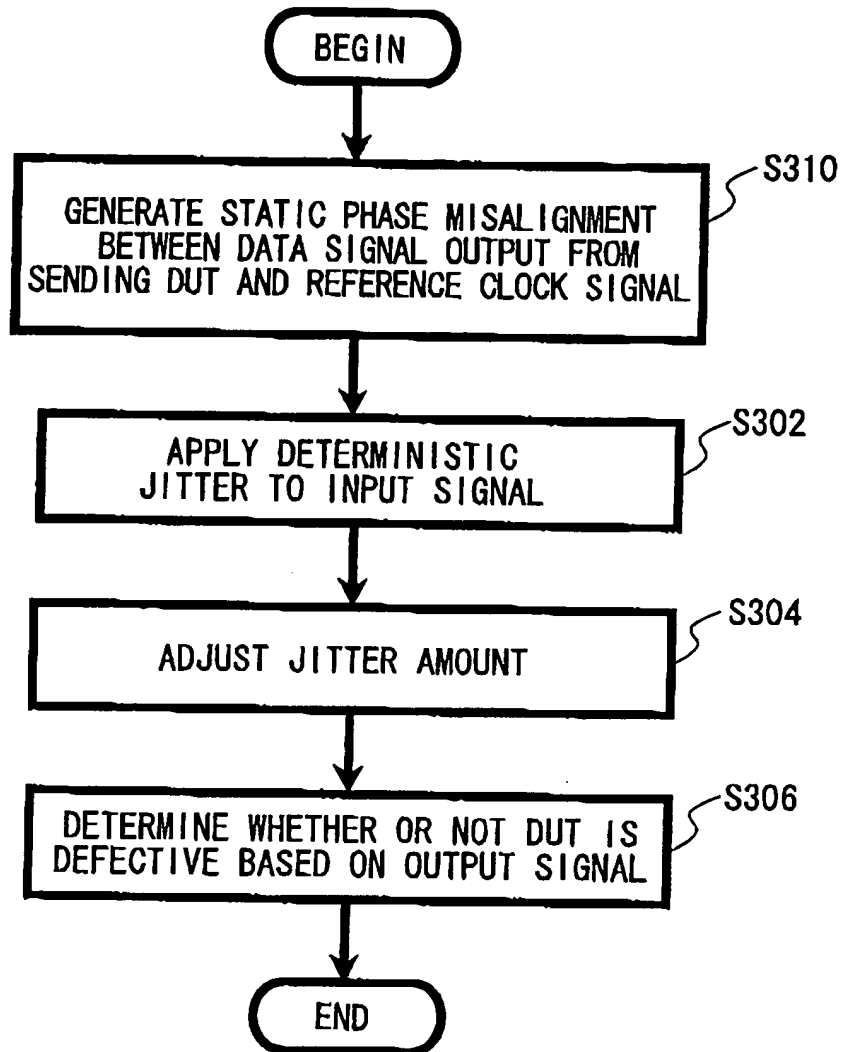 BEGIN
S310
GENERATE STATIC PHASE MISALIGNMENT
BETWEEN DATA SIGNAL OUTPUT FROM
SENDING DUT AND REFERENCE CLOCK SIGNAL
S302
APPLY DETERMINISTIC
JITTER TO INPUT SIGNAL
S304
ADJUST JITTER AMOUNT
S306
DETERMINE WHETHER OR NOT DUT IS
DEFECTIVE BASED ON OUTPUT SIGNAL
END